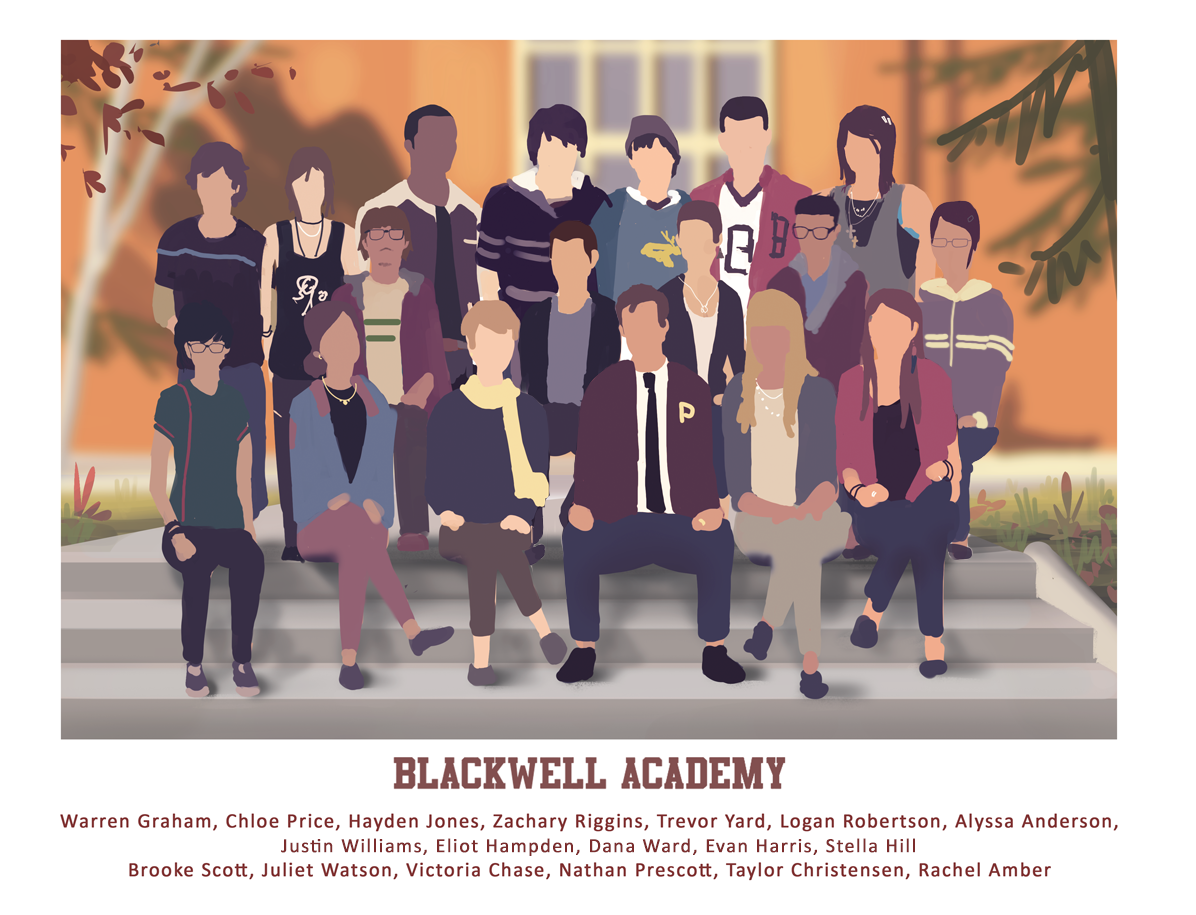 P
B
BLACKWELL ACADEMY
Warren Graham, Chloe Price, Hayden Jones, Zachary Riggins, Trevor Yard, Logan Robertson, Alyssa Anderson,
Justin Williams, Eliot Hampden, Dana Ward, Evan Harris, Stella Hill
Brooke Scott, Juliet Watson, Victoria Chase, Nathan Prescott, Taylor Christensen, Rachel Amber